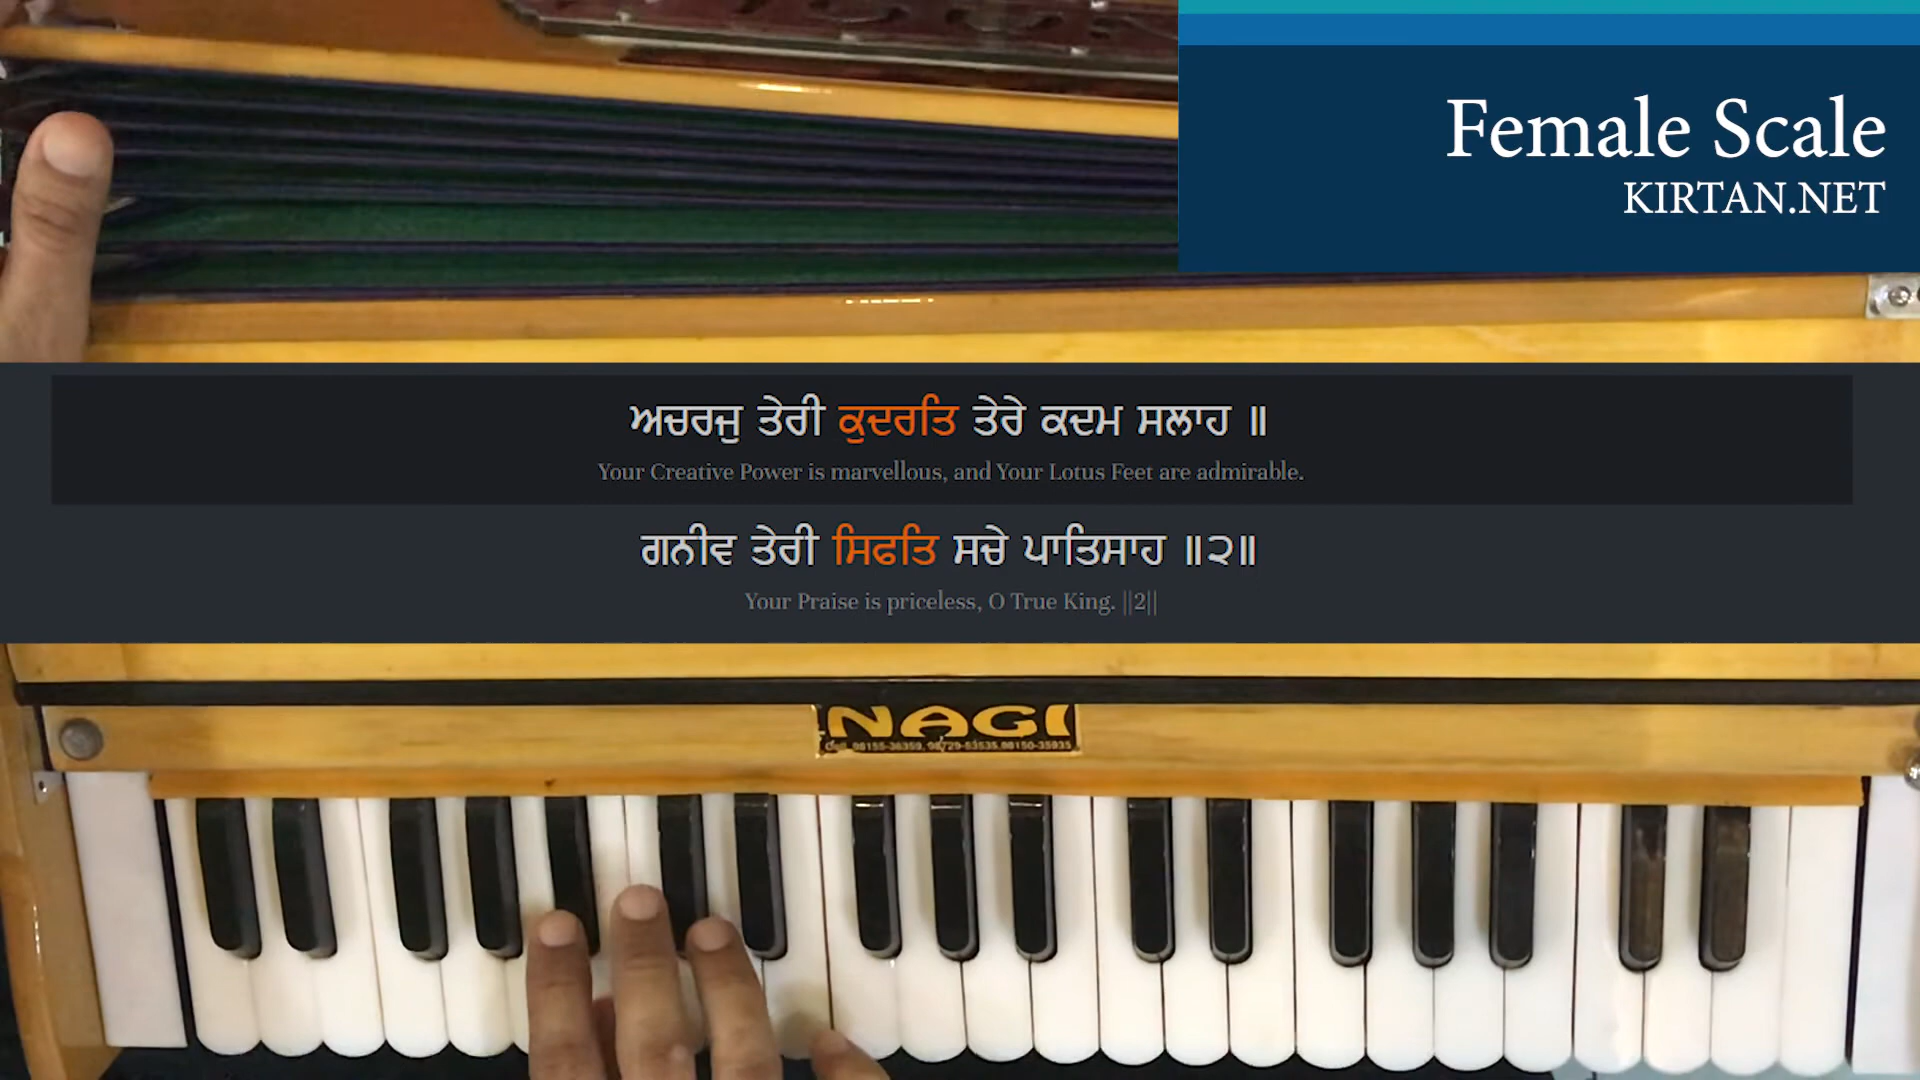 Female Scale
KIRTAN.NET
ਅਚਰਜੁ ਤੇਰੀ ਕੁਦਰਤਿ ਤੇਰੇ ਕਦਮ ਸਲਾਹ ॥
Your Creative Power is marvellous, and Your Lotus Feet are admirable.
ਗਨੀਵ ਤੇਰੀ ਸਿਫਤਿ ਸਚੇ ਪਾਤਿਸਾਹ ॥੨॥
Your Praise is priceless, O True King. ||2||
NAGI